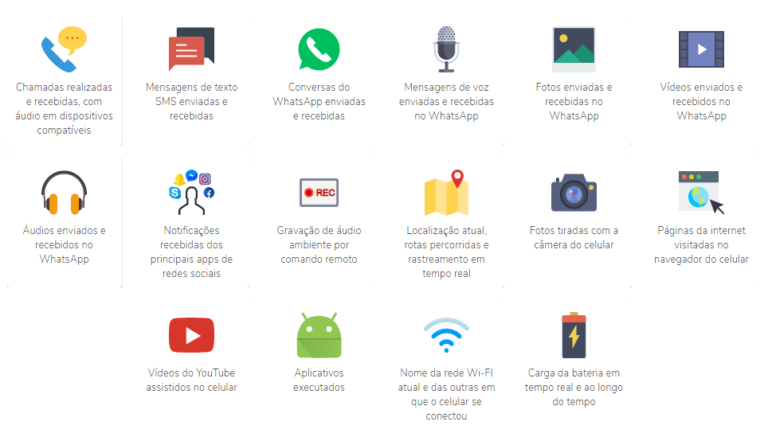 Chamadas realizadas
e recebidas, com
áudio em dispositivos
compatíveis
Mensagens de texto
SMS enviadas e
recebidas
Conversas do
WhatsApp enviadas
e recebidas
Mensagens de voz
enviadas e recebidas
no WhatsApp
Fotos enviadas e
recebidas no
WhatsApp
Vídeos enviados e
recebidos no
WhatsApp
Áudios enviados e
recebidos no
WhatsApp
Notificações
recebidas dos
principais apps de
redes sociais
REC
Gravação de áudio
ambiente por
comando remoto
Localização atual,
rotas percorridas e
rastreamento em
tempo real
Fotos tiradas com a
câmera do celular
Páginas da internet
visitadas no
navegador do celular
Vídeos do YouTube
assistidos no celular
Aplicativos
executados
Nome da rede Wi-FI
atual e das outras em
que o celular se
conectou
Carga da bateria em
tempo real e ao longo
do tempo